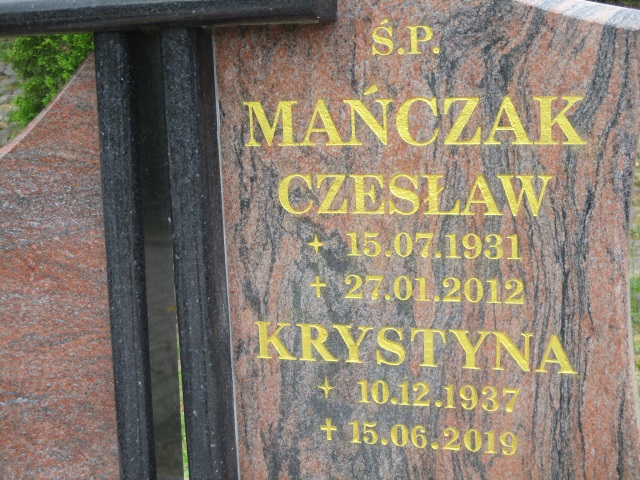 Ś.P.
MAŃCZAK
CZESŁAW
+ 15.07.1931
+ 27.01.2012
KRYSTYNA
+ 10.12.1937
+ 15.06.2019